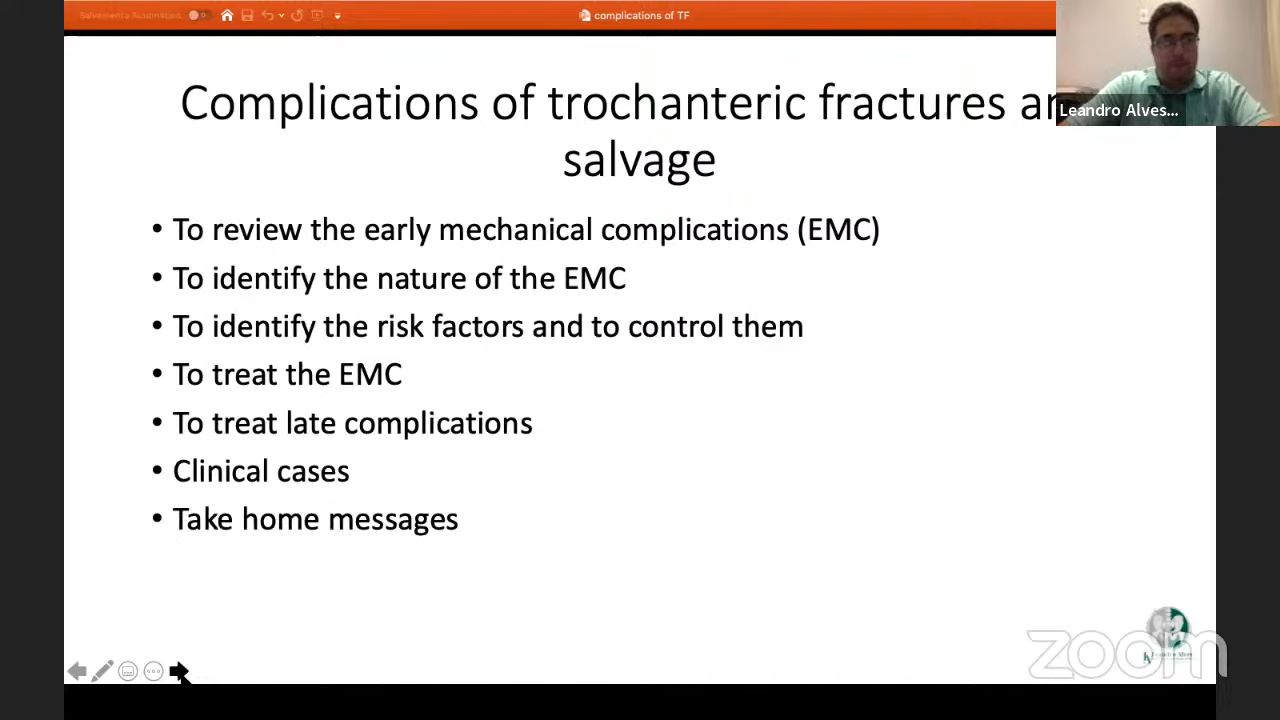 Salvamento Automático
complications of TF
Leandro Alves...
Complications of trochanteric fractures an
salvage
• To review the early mechanical complications (EMC)
• To identify the nature of the EMC
• To identify the risk factors and to control them
• To treat the EMC
• To treat late complications
• Clinical cases
• Take home messages
zoom